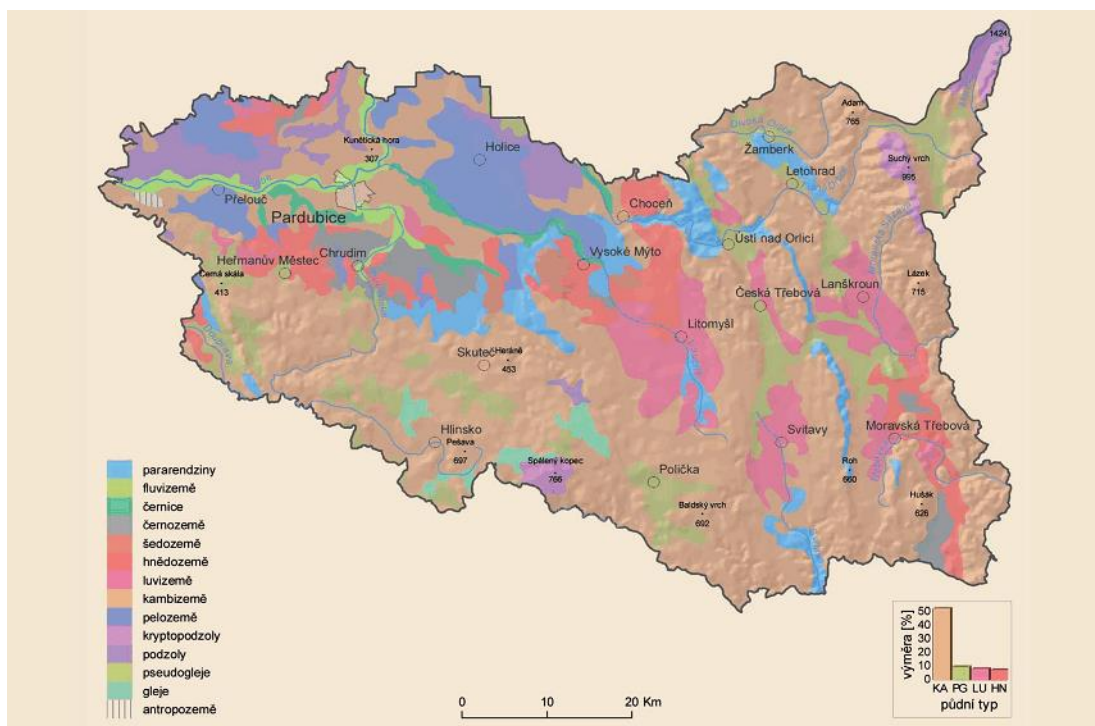 1424
Adam
765
Divoká Orlice
Kunětická hora
307
Holice
Žamberk
Suchý vrch
995
Letohrad
Přelouč
Choceň
Pardubice
Ústí nad Orlicí
Heřmanův Městec
Chrudim
Vysoké Mýto
Černá skála
413
Česká Třebová
Lanškroun
Lázek
715
Litomyšl
Skuteč
Heráně
453
Hlinsko
Pešava
697
Svitavy
Moravská Třebová
Spálený kopec
766
Polička
Roh
660
Baldský vrch
692
Hušák
626
pararendziny
fluvizemě
černice
černozemě
šedozemě
hnědozemě
luvizemě
kambizemě
pelozemě
kryptopodzoly
podzoly
pseudogleje
gleje
antropozemě
0 10 20 Km
výměra [%]
50
40
30
20
10
0
KA PG LU HN
půdní typ